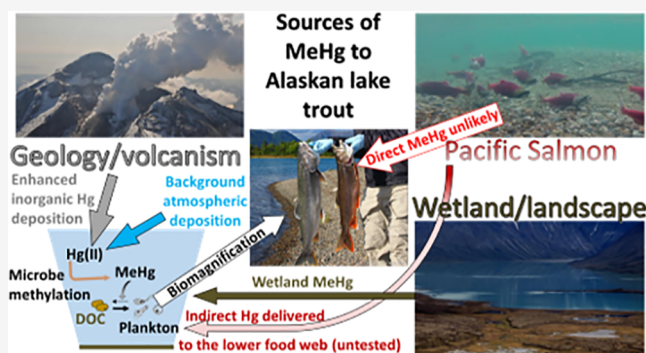 Sources of
MeHg to
Alaskan lake
trout
Geology/volcanism
Enhanced
inorganic Hg
deposition
Background
atmospheric
deposition
Direct MeHg unlikely
Pacific Salmon
Wetland/landscape
Hg(II)
Microbe
methylation
MeHg
DOC
Plankton
Biomagnification
Wetland MeHg
Indirect Hg delivered
to the lower food web (untested)